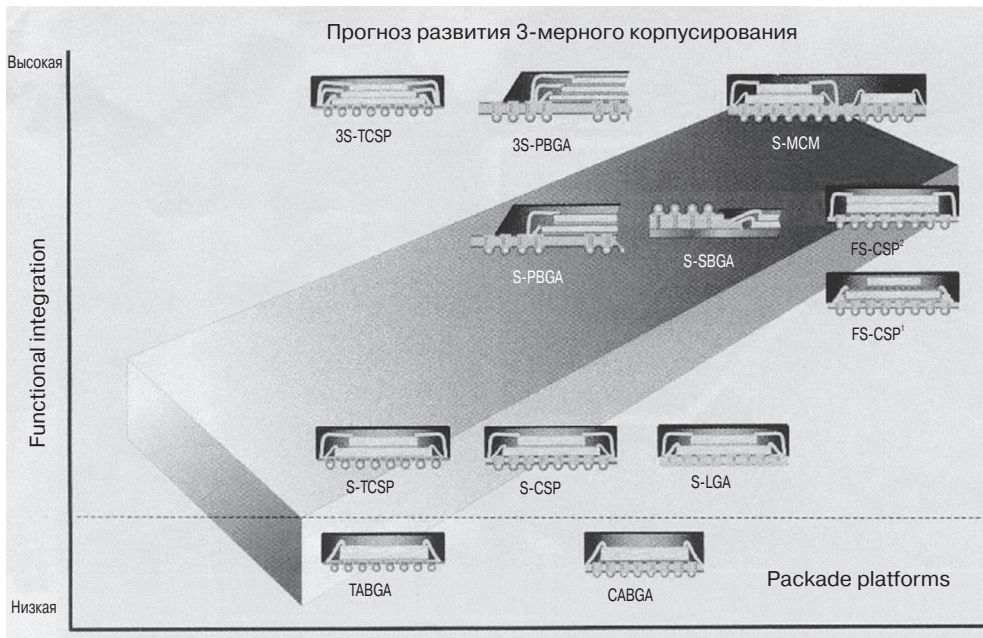 Прогноз развития 3-мерного корпусирования
Высокая
3S-TCSP
3S-PBGA
S-MCM
S-PBGA
S-SBGA
FS-CSP²
FS-CSP¹
Functional integration
S-TCSP
S-CSP
S-LGA
TABGA
CABGA
Packade platforms
Низкая